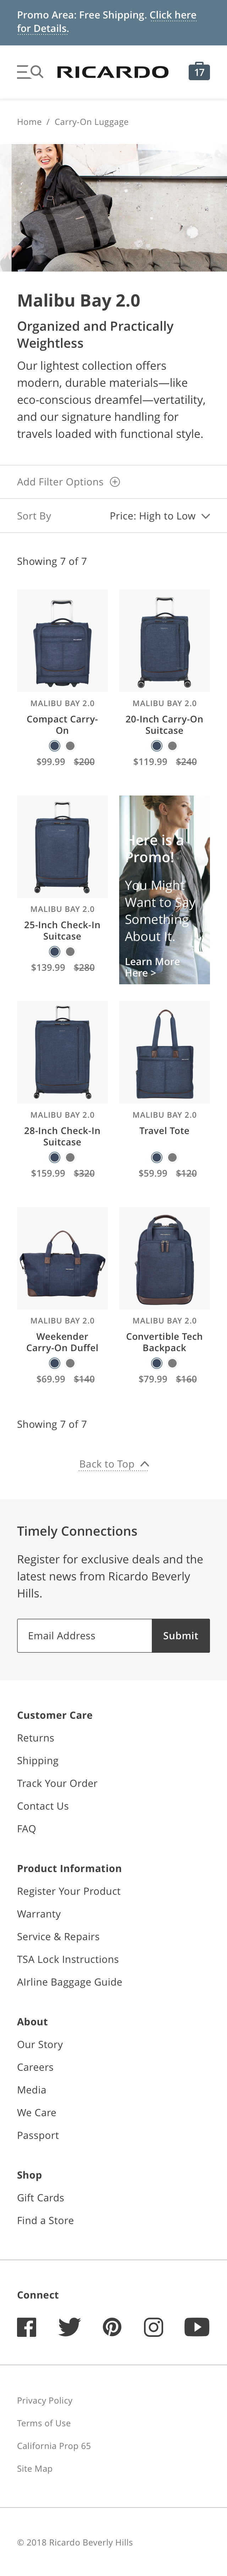 Promo Area: Free Shipping. Click here
for Details.
RICARDO
17
Home / Carry-On Luggage
Malibu Bay 2.0
Organized and Practically
Weightless
Our lightest collection offers
modern, durable materials—like
eco-conscious dreamfel—vertatility,
and our signature handling for
travels loaded with functional style.
Add Filter Options
Sort By
Price: High to Low
Showing 7 of 7
MALIBU BAY 2.0
Compact Carry-
On
$99.99 $200
MALIBU BAY 2.0
20-Inch Carry-On
Suitcase
$119.99 $240
MALIBU BAY 2.0
25-Inch Check-In
Suitcase
$139.99 $280
Here is a
Promo!
You Might
Want to Say
Something
About It.
Learn More
Here >
MALIBU BAY 2.0
28-Inch Check-In
Suitcase
$159.99 $320
MALIBU BAY 2.0
Travel Tote
$59.99 $120
MALIBU BAY 2.0
Weekender
Carry-On Duffel
$69.99 $140
MALIBU BAY 2.0
Convertible Tech
Backpack
$79.99 $160
Showing 7 of 7
Back to Top
Timely Connections
Register for exclusive deals and the
latest news from Ricardo Beverly
Hills.
Email Address
Submit
Customer Care
Returns
Shipping
Track Your Order
Contact Us
FAQ
Product Information
Register Your Product
Warranty
Service & Repairs
TSA Lock Instructions
AIrline Baggage Guide
About
Our Story
Careers
Media
We Care
Passport
Shop
Gift Cards
Find a Store
Connect
Privacy Policy
Terms of Use
California Prop 65
Site Map
© 2018 Ricardo Beverly Hills